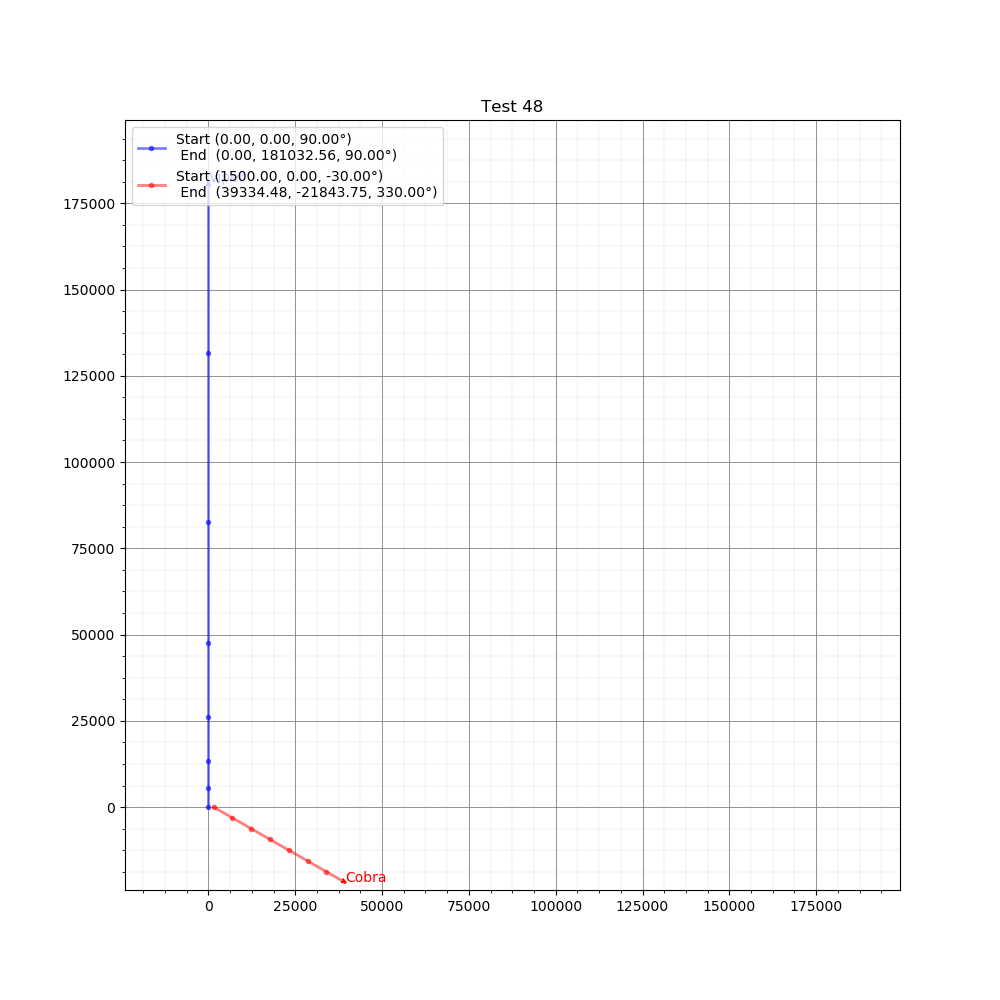 Test 48
Start (0.00, 0.00, 90.00°)
End (0.00, 181032.56, 90.00°)
Start (1500.00, 0.00, -30.00°)
End (39334.48, -21843.75, 330.00°)
175000
150000
125000
100000
75000
50000
25000
0
Cobra
0 25000 50000 75000 100000 125000 150000 175000